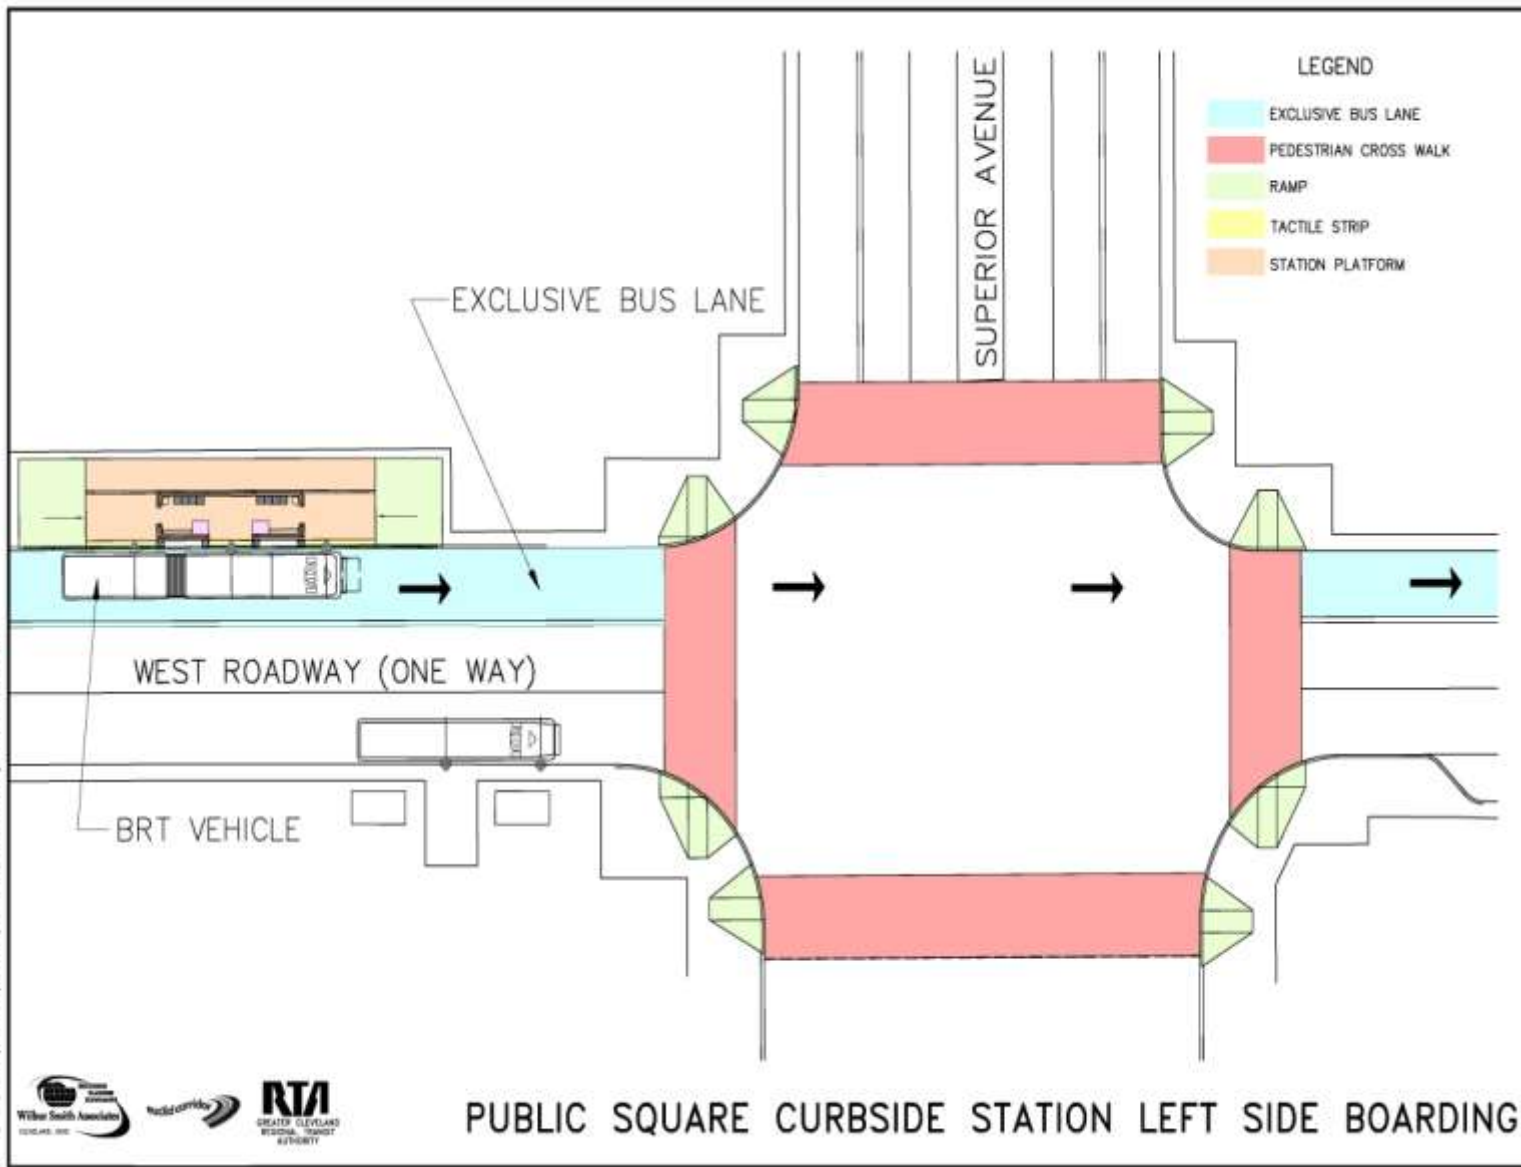 LEGEND
EXCLUSIVE BUS LANE
PEDESTRIAN CROSS WALK
RAMP
TACTILE STRIP
STATION PLATFORM
SUPERIOR AVENUE
EXCLUSIVE BUS LANE
WEST ROADWAY (ONE WAY)
BRT VEHICLE
Wilbur Smith Associates
euclid corridor
RTA
GREATER CLEVELAND
REGIONAL TRANSIT
AUTHORITY
PUBLIC SQUARE CURBSIDE STATION LEFT SIDE BOARDING